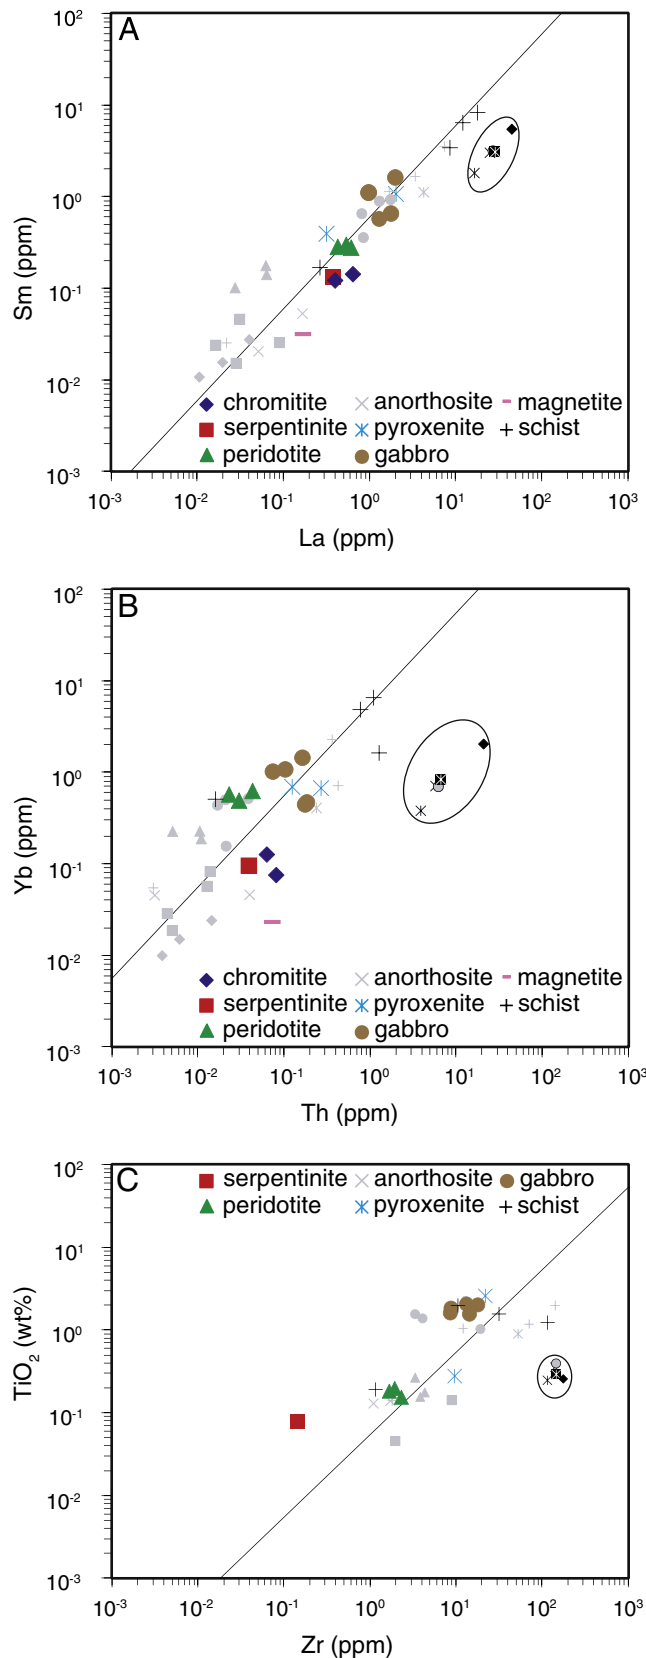 A
10²
10¹
10⁰
10⁻¹
10⁻²
10⁻³
Sm (ppm)
chromitite anorthosite magnetite
serpentinite pyroxenite schist
peridotite gabbro
10⁻³ 10⁻² 10⁻¹ 10⁰ 10¹ 10² 10³
La (ppm)
B
10²
10¹
10⁰
10⁻¹
10⁻²
10⁻³
Yb (ppm)
chromitite anorthosite magnetite
serpentinite pyroxenite schist
peridotite gabbro
10⁻³ 10⁻² 10⁻¹ 10⁰ 10¹ 10² 10³
Th (ppm)
C
serpentinite anorthosite gabbro
peridotite pyroxenite schist
10²
10¹
10⁰
10⁻¹
10⁻²
10⁻³
TiO₂ (wt%)
10⁻³ 10⁻² 10⁻¹ 10⁰ 10¹ 10² 10³
Zr (ppm)